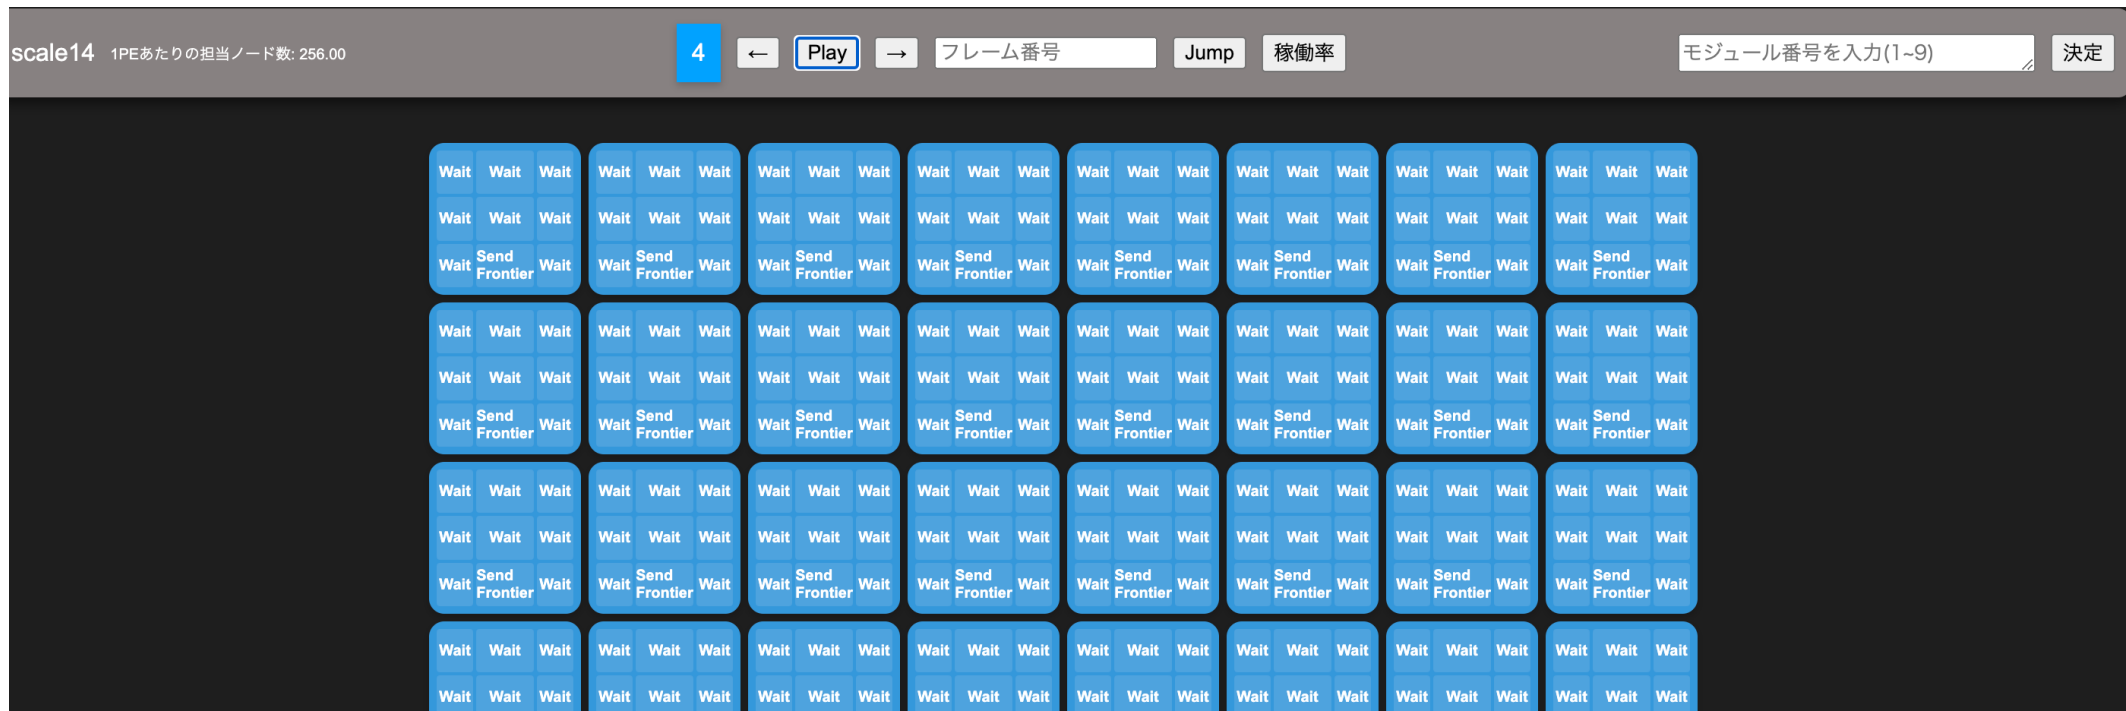 scale14 1PEあたりの担当ノード数: 256.00 4 ← Play → フレーム番号 Jump 稼働率 モジュール番号を入力(1~9) 決定
Wait Wait Wait Wait Wait Wait Wait Wait Wait Wait Wait Wait Wait Wait Wait Wait Wait Wait Wait Wait Wait Wait Wait Wait
Wait Wait Wait Wait Wait Wait Wait Wait Wait Wait Wait Wait Wait Wait Wait Wait Wait Wait Wait Wait Wait Wait Wait Wait
Wait Send Frontier Wait Wait Send Frontier Wait Wait Send Frontier Wait Wait Send Frontier Wait Wait Send Frontier Wait Wait Send Frontier Wait Wait Send Frontier Wait Wait Send Frontier Wait
Wait Wait Wait Wait Wait Wait Wait Wait Wait Wait Wait Wait Wait Wait Wait Wait Wait Wait Wait Wait Wait Wait Wait Wait
Wait Wait Wait Wait Wait Wait Wait Wait Wait Wait Wait Wait Wait Wait Wait Wait Wait Wait Wait Wait Wait Wait Wait Wait
Wait Send Frontier Wait Wait Send Frontier Wait Wait Send Frontier Wait Wait Send Frontier Wait Wait Send Frontier Wait Wait Send Frontier Wait Wait Send Frontier Wait Wait Send Frontier Wait
Wait Wait Wait Wait Wait Wait Wait Wait Wait Wait Wait Wait Wait Wait Wait Wait Wait Wait Wait Wait Wait Wait Wait Wait
Wait Wait Wait Wait Wait Wait Wait Wait Wait Wait Wait Wait Wait Wait Wait Wait Wait Wait Wait Wait Wait Wait Wait Wait
Wait Send Frontier Wait Wait Send Frontier Wait Wait Send Frontier Wait Wait Send Frontier Wait Wait Send Frontier Wait Wait Send Frontier Wait Wait Send Frontier Wait Wait Send Frontier Wait
Wait Wait Wait Wait Wait Wait Wait Wait Wait Wait Wait Wait Wait Wait Wait Wait Wait Wait Wait Wait Wait Wait Wait Wait
Wait Wait Wait Wait Wait Wait Wait Wait Wait Wait Wait Wait Wait Wait Wait Wait Wait Wait Wait Wait Wait Wait Wait Wait